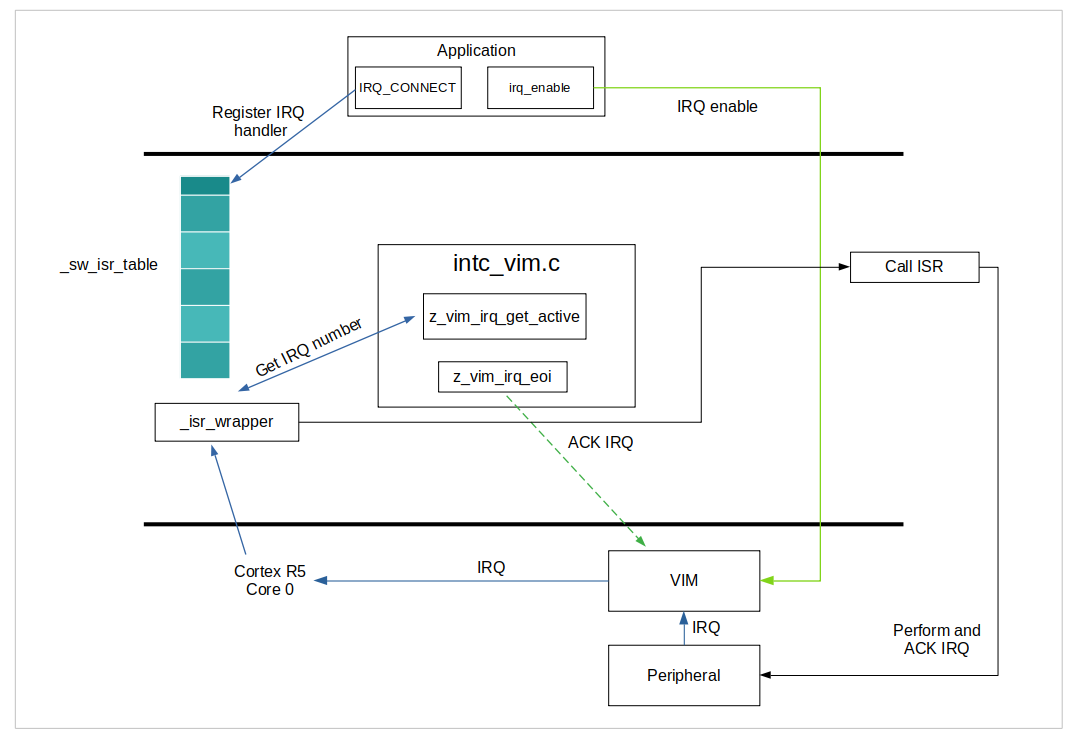 Application
IRQ_CONNECT
irq_enable
Register IRQ
handler
IRQ enable
_sw_isr_table
intc_vim.c
z_vim_irq_get_active
z_vim_irq_eoi
Get IRQ number
Call ISR
_isr_wrapper
ACK IRQ
Cortex R5
Core 0
IRQ
VIM
IRQ
Perform and
ACK IRQ
Peripheral